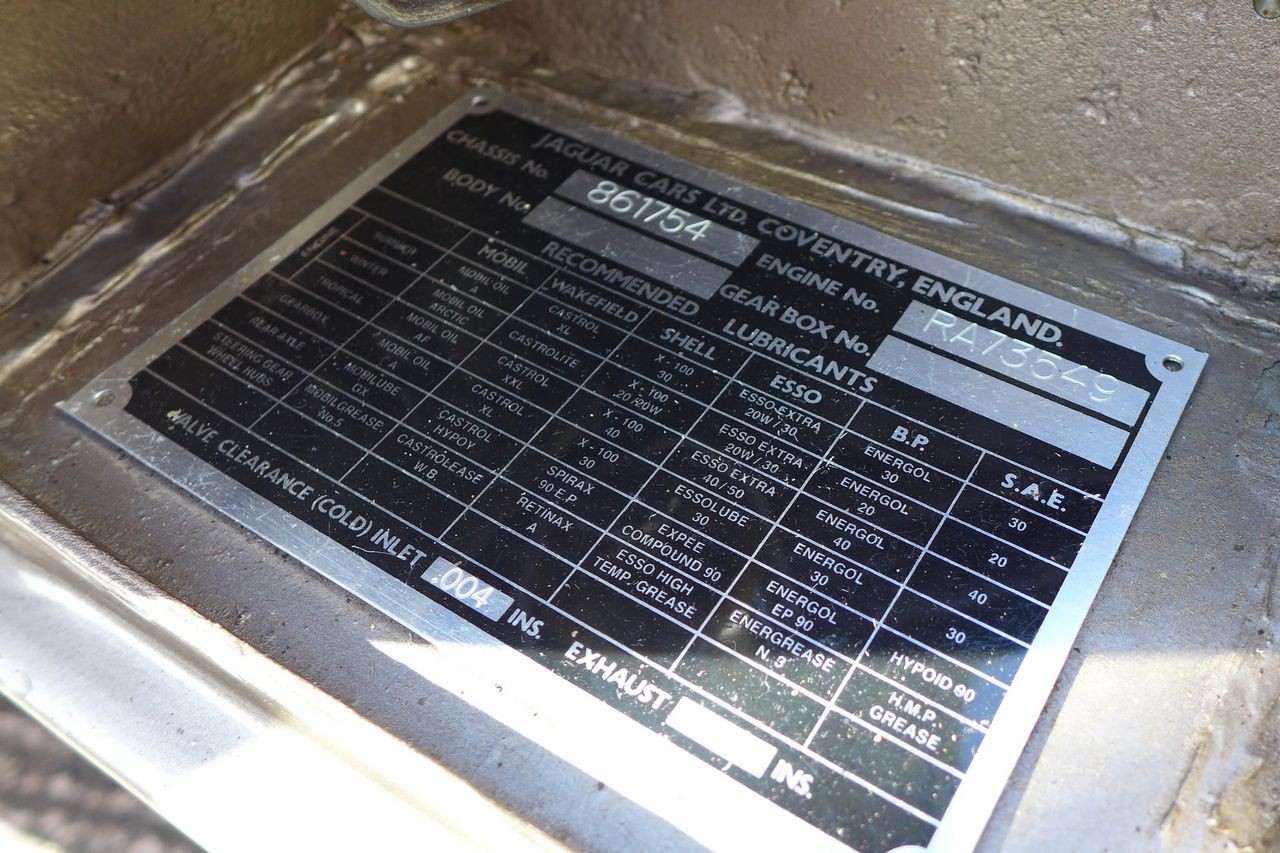 JAGUAR CARS LTD. COVENTRY, ENGLAND.
CHASSIS No. 861754 ENGINE No. RA73549
BODY No. GEAR BOX No.
RECOMMENDED LUBRICANTS
MOBIL WAKEFIELD SHELL ESSO B.P. S.A.E.
ENGINE SUMMER MOBIL OIL A CASTROL XL X-100 30 ESSO EXTRA 20W/30 ENERGOL 30 30
WINTER MOBIL OIL ARCTIC CASTROLITE X-100 20/20W ESSO EXTRA 20W/30 ENERGOL 20 20
TROPICAL MOBIL OIL AF CASTROL XXL X-100 40 ESSO EXTRA 40/50 ENERGOL 40 40
GEARBOX MOBIL OIL A CASTROL XL X-100 30 ESSOLUBE 30 ENERGOL 30 30
REAR AXLE MOBILUBE GX CASTROL HYPOY SPIRAX 90 E.P EXPEE COMPOUND 90 ENERGOL EP 90 HYPOID 90
STEERING GEAR WHEEL HUBS MOBILGREASE No.5 CASTROLEASE W.B. RETINAX A ESSO HIGH TEMP. GREASE ENERGREASE N. 3 H.M.P. GREASE
VALVE CLEARANCE (COLD) INLET .004 INS. EXHAUST INS.